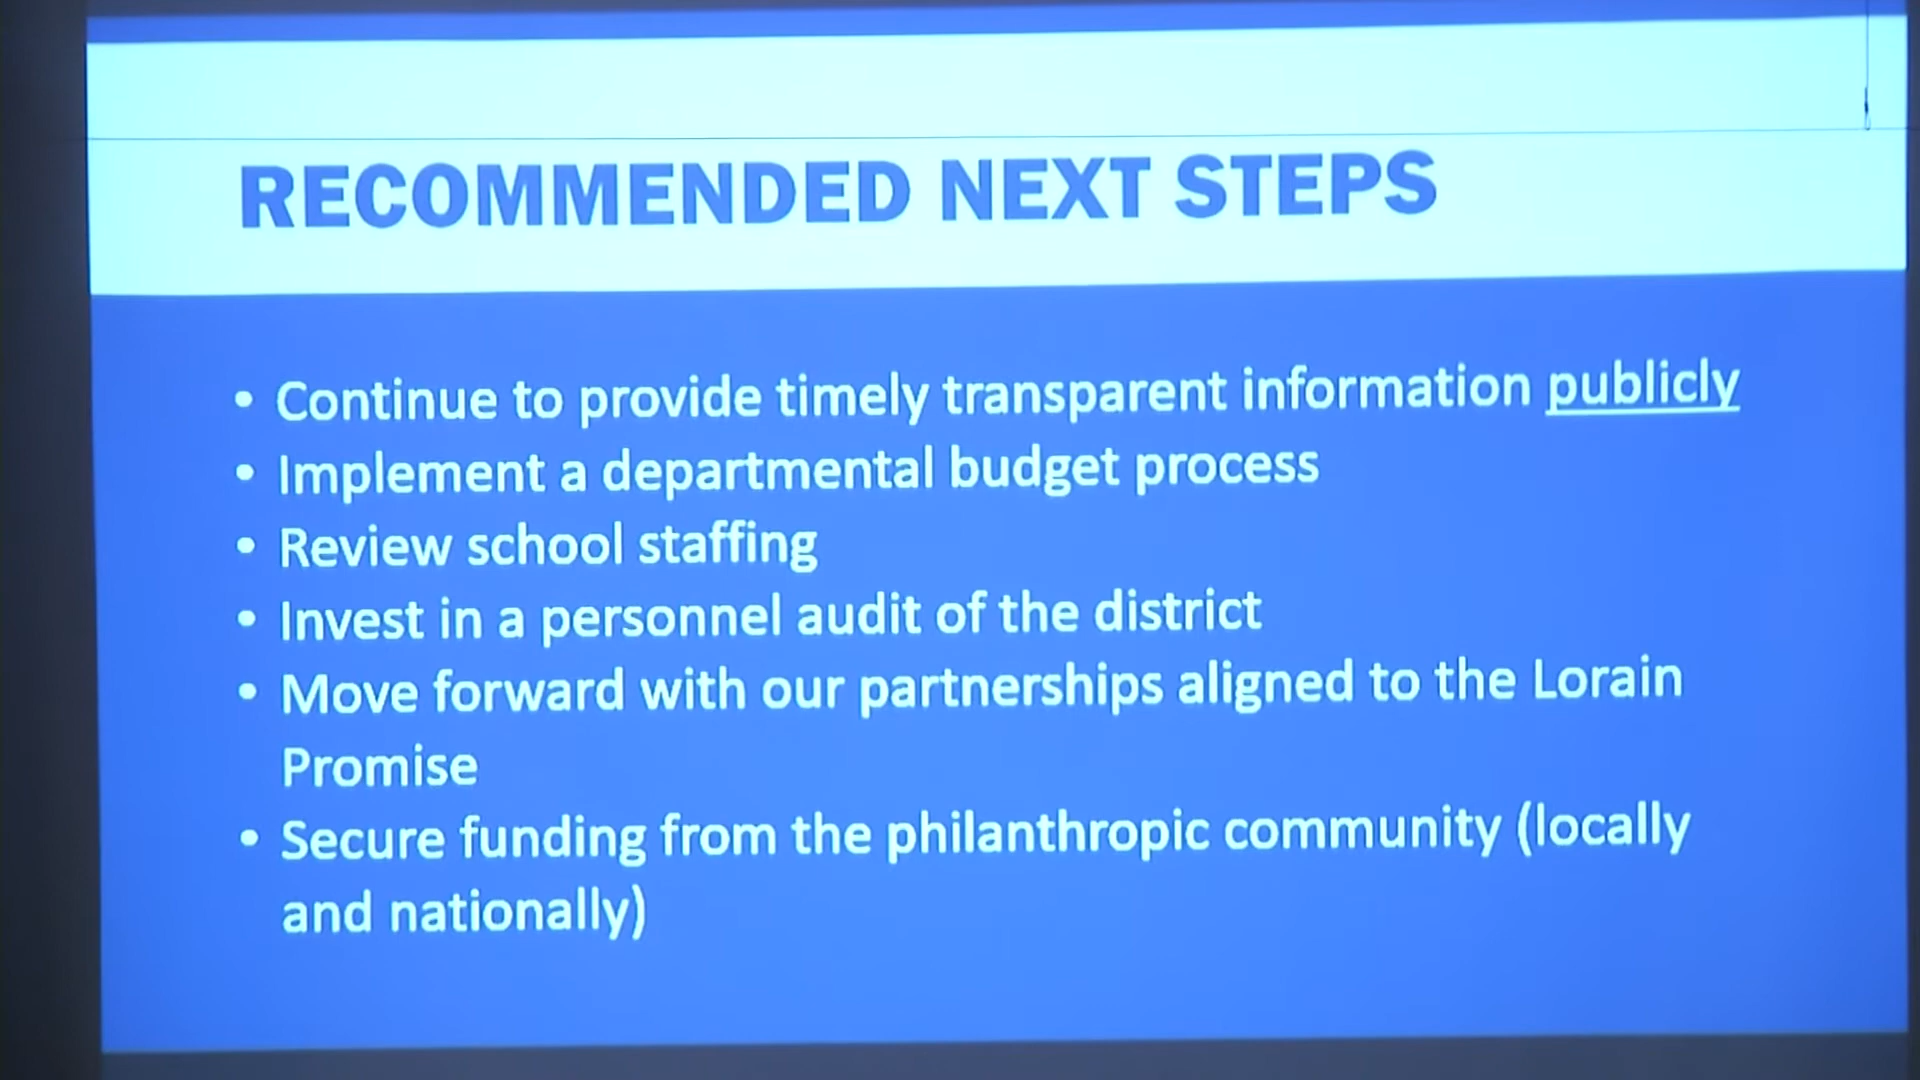 RECOMMENDED NEXT STEPS
• Continue to provide timely transparent information publicly
• Implement a departmental budget process
• Review school staffing
• Invest in a personnel audit of the district
• Move forward with our partnerships aligned to the Lorain
Promise
• Secure funding from the philanthropic community (locally
and nationally)